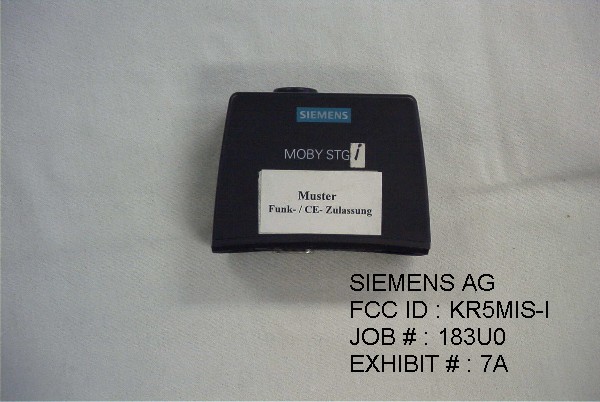 SIEMENS
MOBY STG i
Muster
Funk- / CE- Zulassung
SIEMENS AG
FCC ID : KR5MIS-I
JOB # : 183U0
EXHIBIT # : 7A